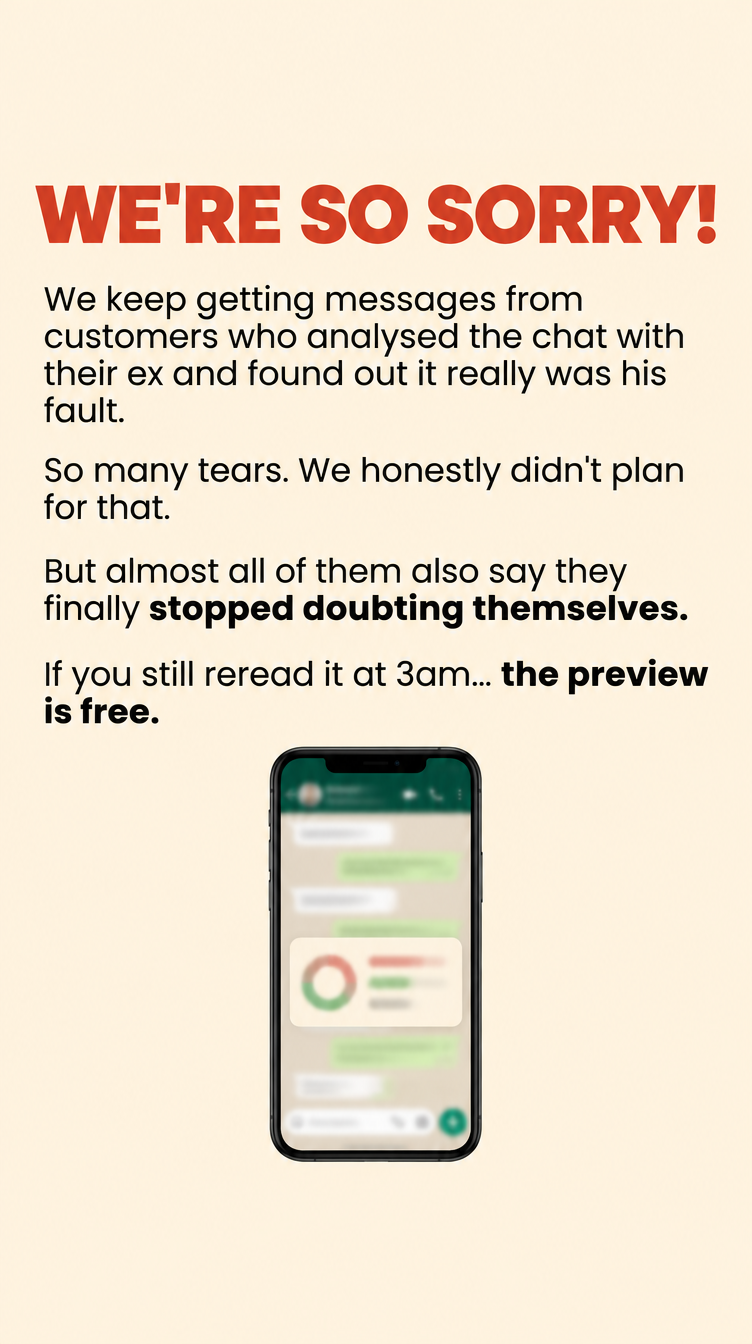 WE'RE SO SORRY!
We keep getting messages from
customers who analysed the chat with
their ex and found out it really was his
fault.
So many tears. We honestly didn't plan
for that.
But almost all of them also say they
finally stopped doubting themselves.
If you still reread it at 3am... the preview
is free.